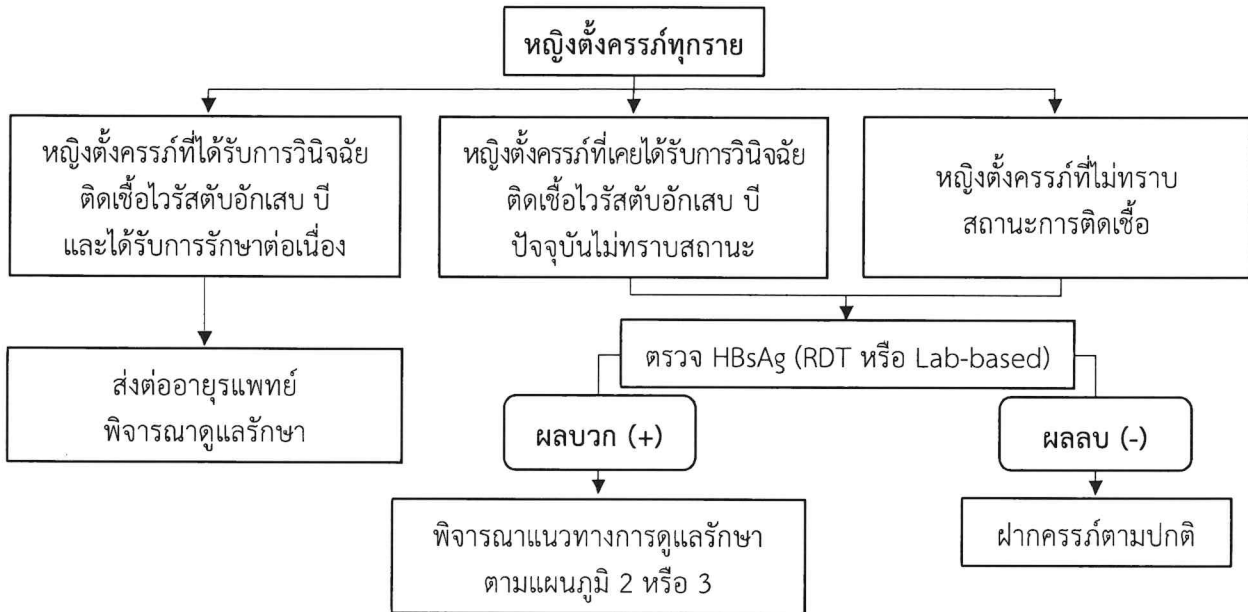 หญิงตั้งครรภ์ทุกราย
หญิงตั้งครรภ์ที่ได้รับการวินิจฉัย
ติดเชื้อไวรัสตับอักเสบ บี
และได้รับการรักษาต่อเนื่อง
หญิงตั้งครรภ์ที่เคยได้รับการวินิจฉัย
ติดเชื้อไวรัสตับอักเสบ บี
ปัจจุบันไม่ทราบสถานะ
หญิงตั้งครรภ์ที่ไม่ทราบ
สถานะการติดเชื้อ
ส่งต่ออายุรแพทย์
พิจารณาดูแลรักษา
ตรวจ HBsAg (RDT หรือ Lab-based)
ผลบวก (+)
ผลลบ (-)
พิจารณาแนวทางการดูแลรักษา
ตามแผนภูมิ 2 หรือ 3
ฝากครรภ์ตามปกติ